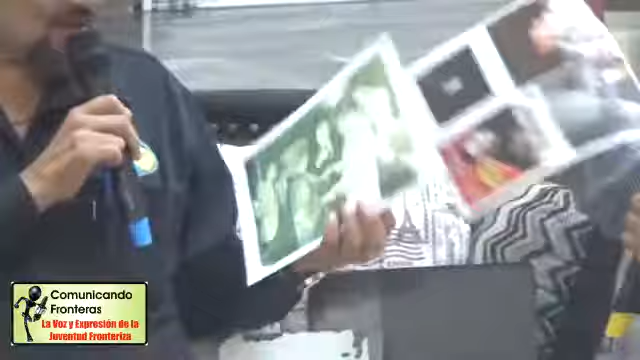 Comunicando
Fronteras
La Voz y Expresión de la
Juventud Fronteriza